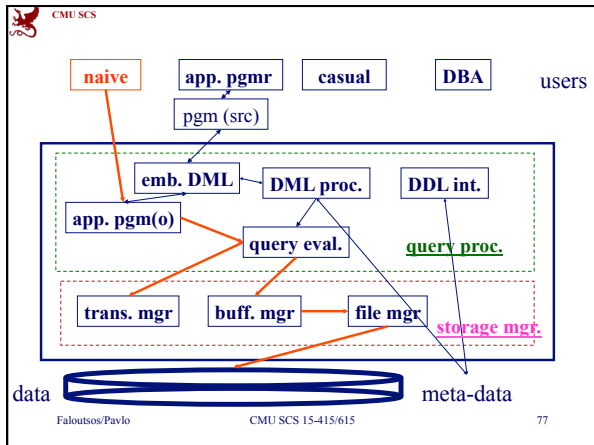 CMU SCS
naive
app. pgmr
casual
DBA
users
pgm (src)
emb. DML
DML proc.
DDL int.
app. pgm(o)
query eval.
query proc.
trans. mgr
buff. mgr
file mgr
storage mgr.
data
meta-data
Faloutsos/Pavlo
CMU SCS 15-415/615
77